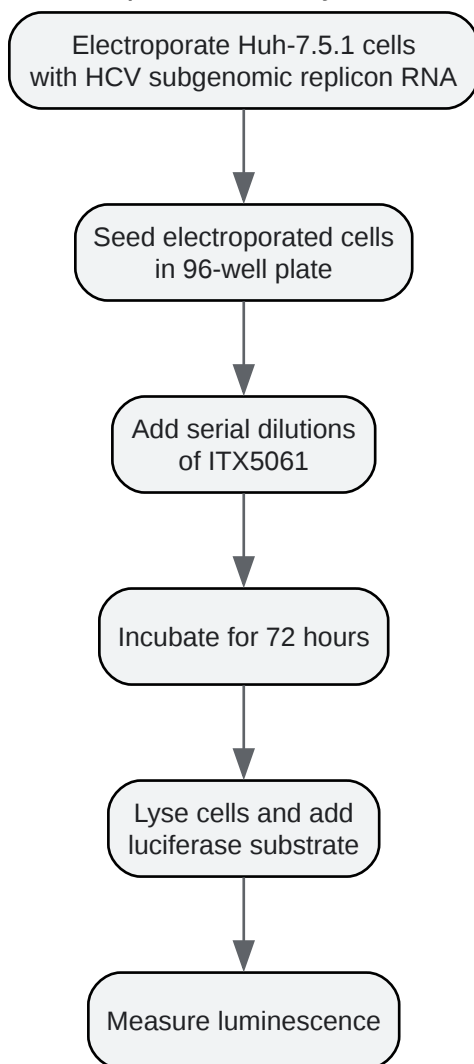 Electroporate Huh-7.5.1 cells
with HCV subgenomic replicon RNA
Seed electroporated cells
in 96-well plate
Add serial dilutions
of ITX5061
Incubate for 72 hours
Lyse cells and add
luciferase substrate
Measure luminescence